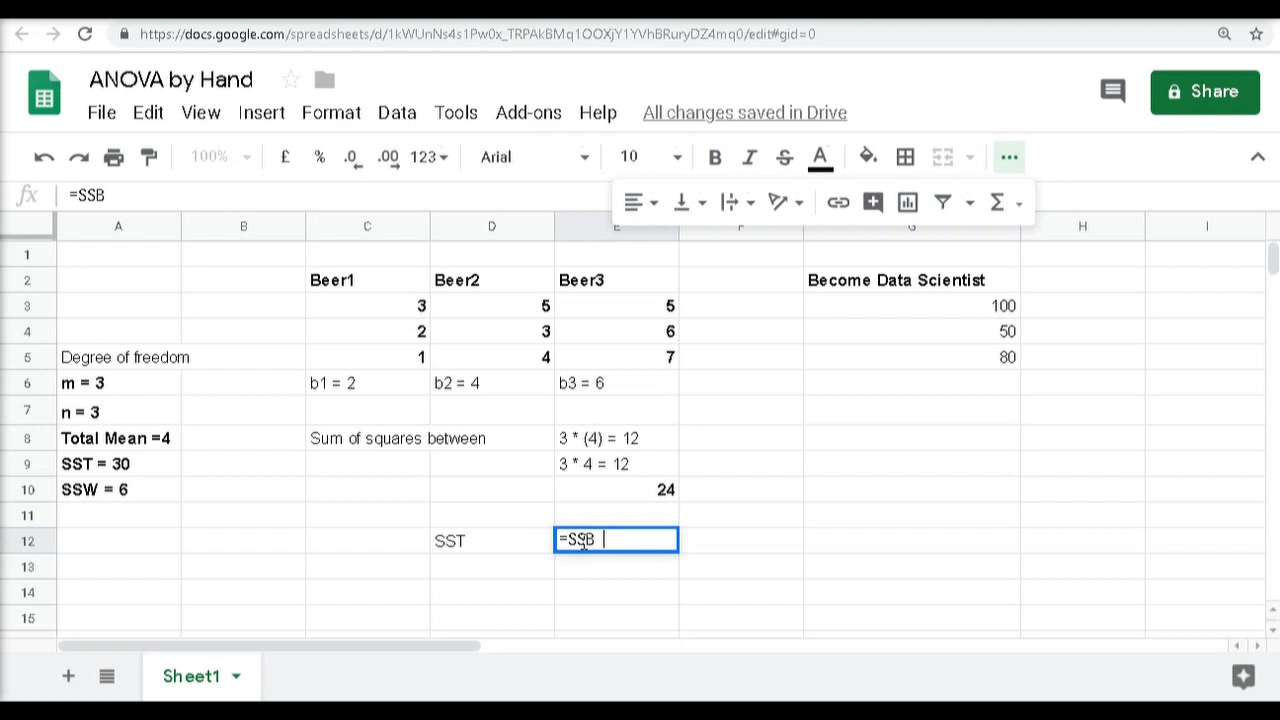 https://docs.google.com/spreadsheets/d/1kWUnNs4s1Pw0x_TRPAkBMq1OOXjY1YVhBRuryDZ4mq0/edit#gid=0
ANOVA by Hand
File Edit View Insert Format Data Tools Add-ons Help All changes saved in Drive
Share
100% £ % .0 .00 123 Arial 10 B I S A
fx =SSB
A B C D E F G H I
1
2 Beer1 Beer2 Beer3 Become Data Scientist
3 3 5 5 100
4 2 3 6 50
5 Degree of freedom 1 4 7 80
6 m = 3 b1 = 2 b2 = 4 b3 = 6
7 n = 3
8 Total Mean =4 Sum of squares between 3 * (4) = 12
9 SST = 30 3 * 4 = 12
10 SSW = 6 24
11
12 SST =SSB
13
14
15
Sheet1